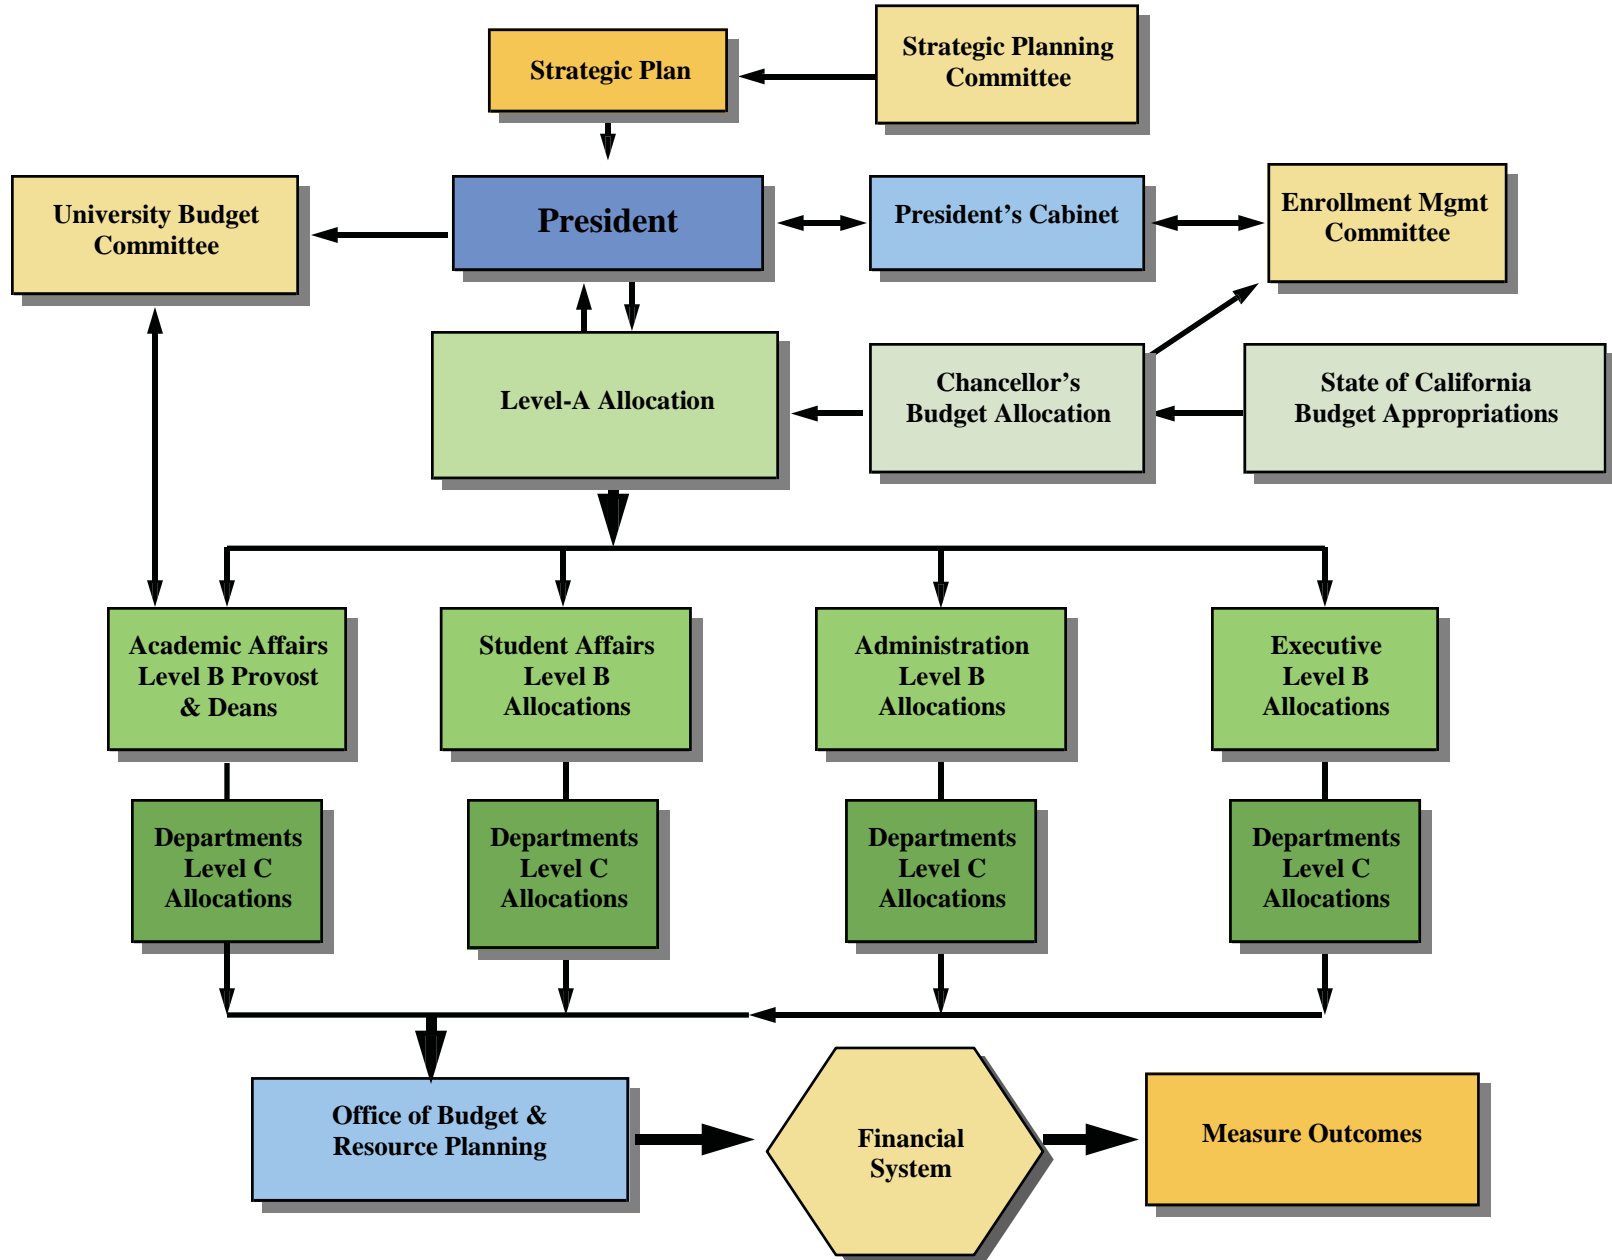 Strategic Plan
Strategic Planning
Committee
University Budget
Committee
President
President’s Cabinet
Enrollment Mgmt
Committee
Level-A Allocation
Chancellor’s
Budget Allocation
State of California
Budget Appropriations
Academic Affairs
Level B Provost
& Deans
Student Affairs
Level B
Allocations
Administration
Level B
Allocations
Executive
Level B
Allocations
Departments
Level C
Allocations
Departments
Level C
Allocations
Departments
Level C
Allocations
Departments
Level C
Allocations
Office of Budget &
Resource Planning
Financial
System
Measure Outcomes